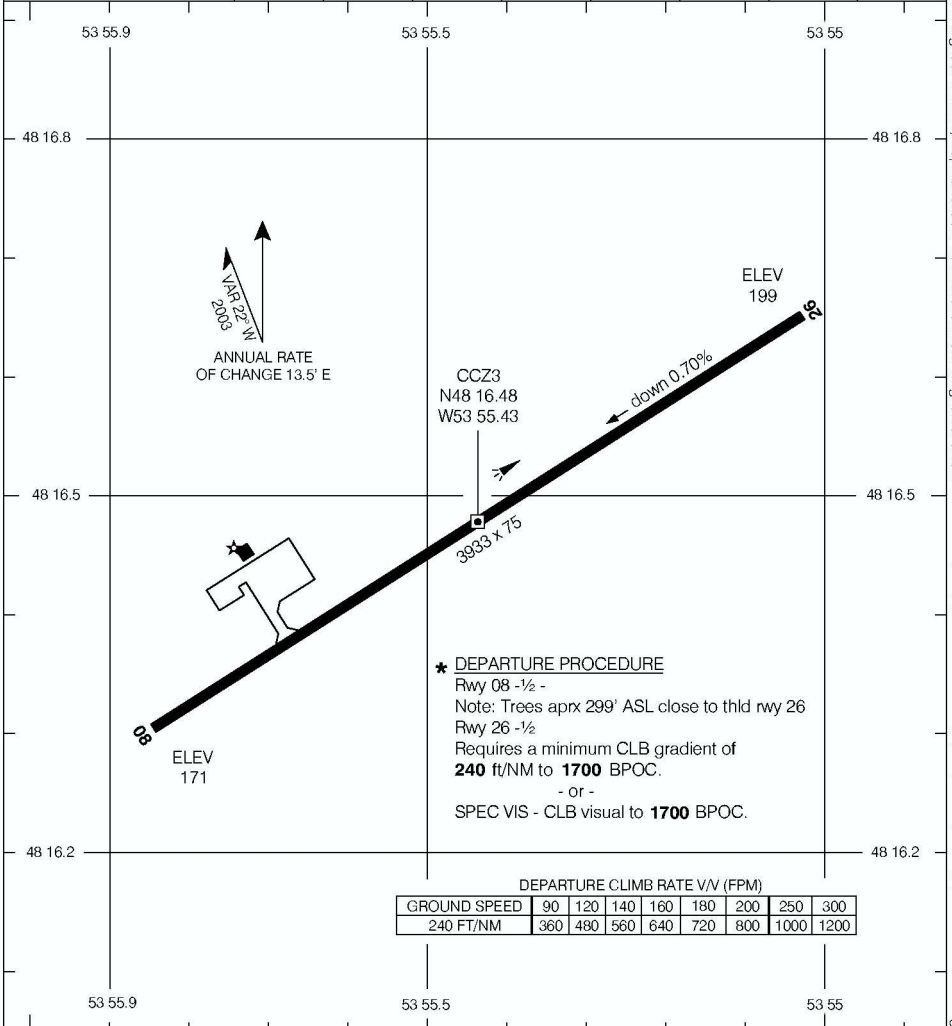 53 55.9 53 55.5 53 55
48 16.8 48 16.8
ELEV
199
26
VAR 22° W
2003
ANNUAL RATE
OF CHANGE 13.5' E
down 0.70%
CCZ3
N48 16.48
W53 55.43
48 16.5 48 16.5
3933 x 75
* DEPARTURE PROCEDURE
Rwy 08 -½ -
Note: Trees aprx 299' ASL close to thld rwy 26
Rwy 26 -½
Requires a minimum CLB gradient of
240 ft/NM to 1700 BPOC.
- or -
SPEC VIS - CLB visual to 1700 BPOC.
08
ELEV
171
48 16.2 48 16.2
DEPARTURE CLIMB RATE V/V (FPM)
GROUND SPEED 90 120 140 160 180 200 250 300
240 FT/NM 360 480 560 640 720 800 1000 1200
53 55.9 53 55.5 53 55